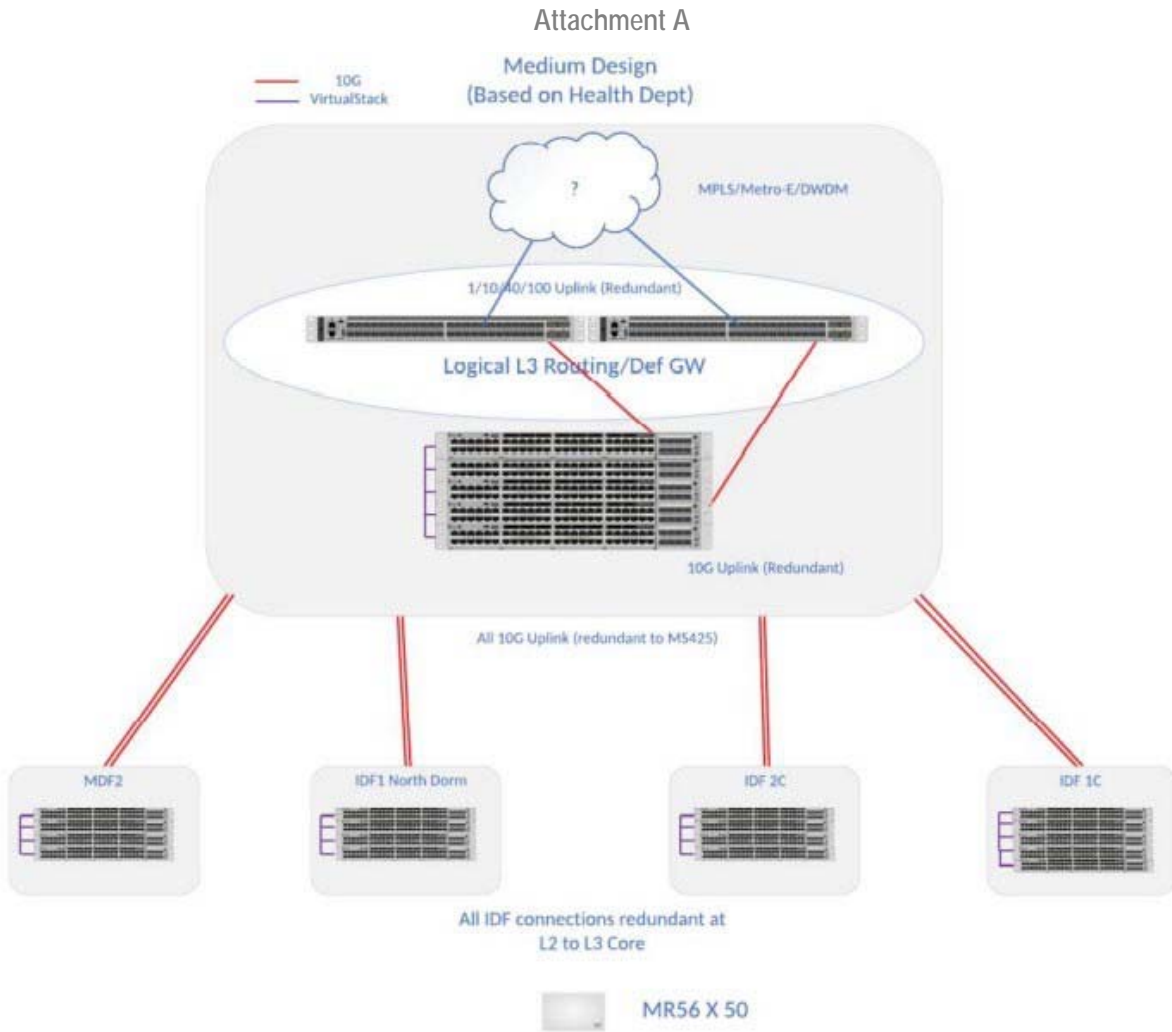 Attachment A
Medium Design
(Based on Health Dept)
10G
VirtualStack
?
MPLS/Metro-E/DWDM
1/10/40/100 Uplink (Redundant)
Logical L3 Routing/Def GW
10G Uplink (Redundant)
All 10G Uplink (redundant to MS425)
MDF2
IDF1 North Dorm
IDF 2C
IDF 1C
All IDF connections redundant at
L2 to L3 Core
MR56 X 50